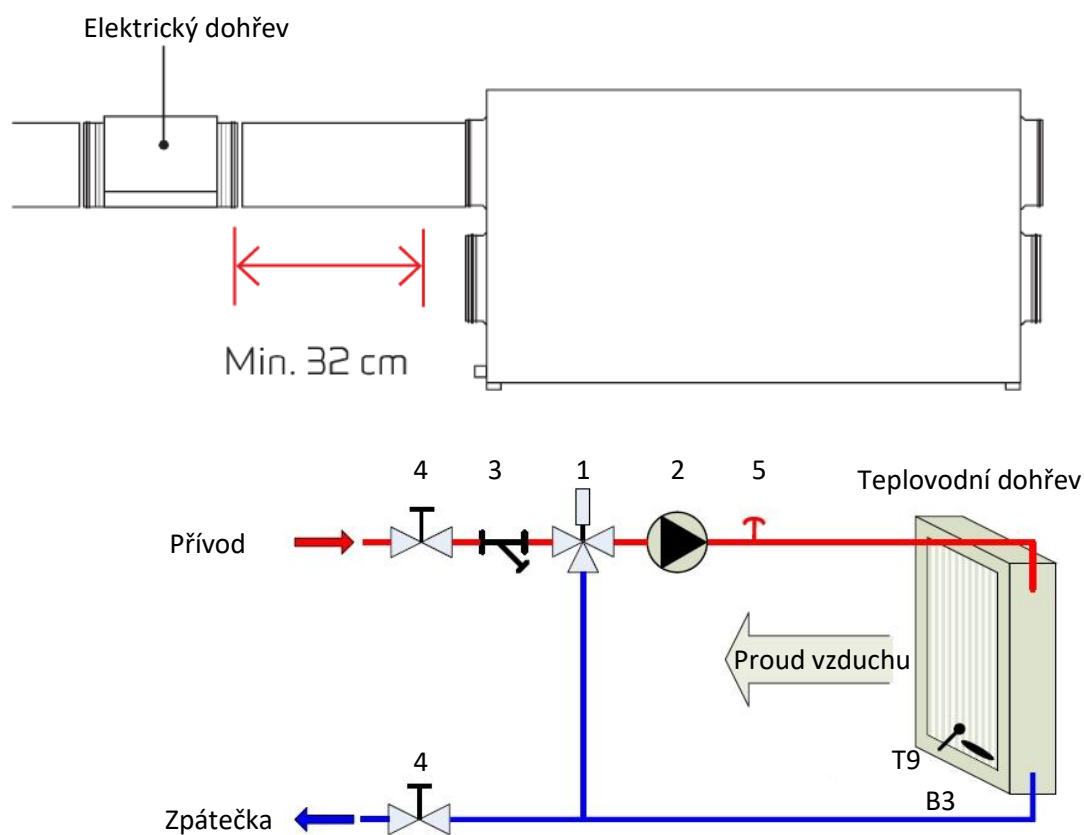 Elektrický dohřev
Min. 32 cm
4 3 1 2 5
Teplovodní dohřev
Přívod
Proud vzduchu
T9
4
B3
Zpátečka